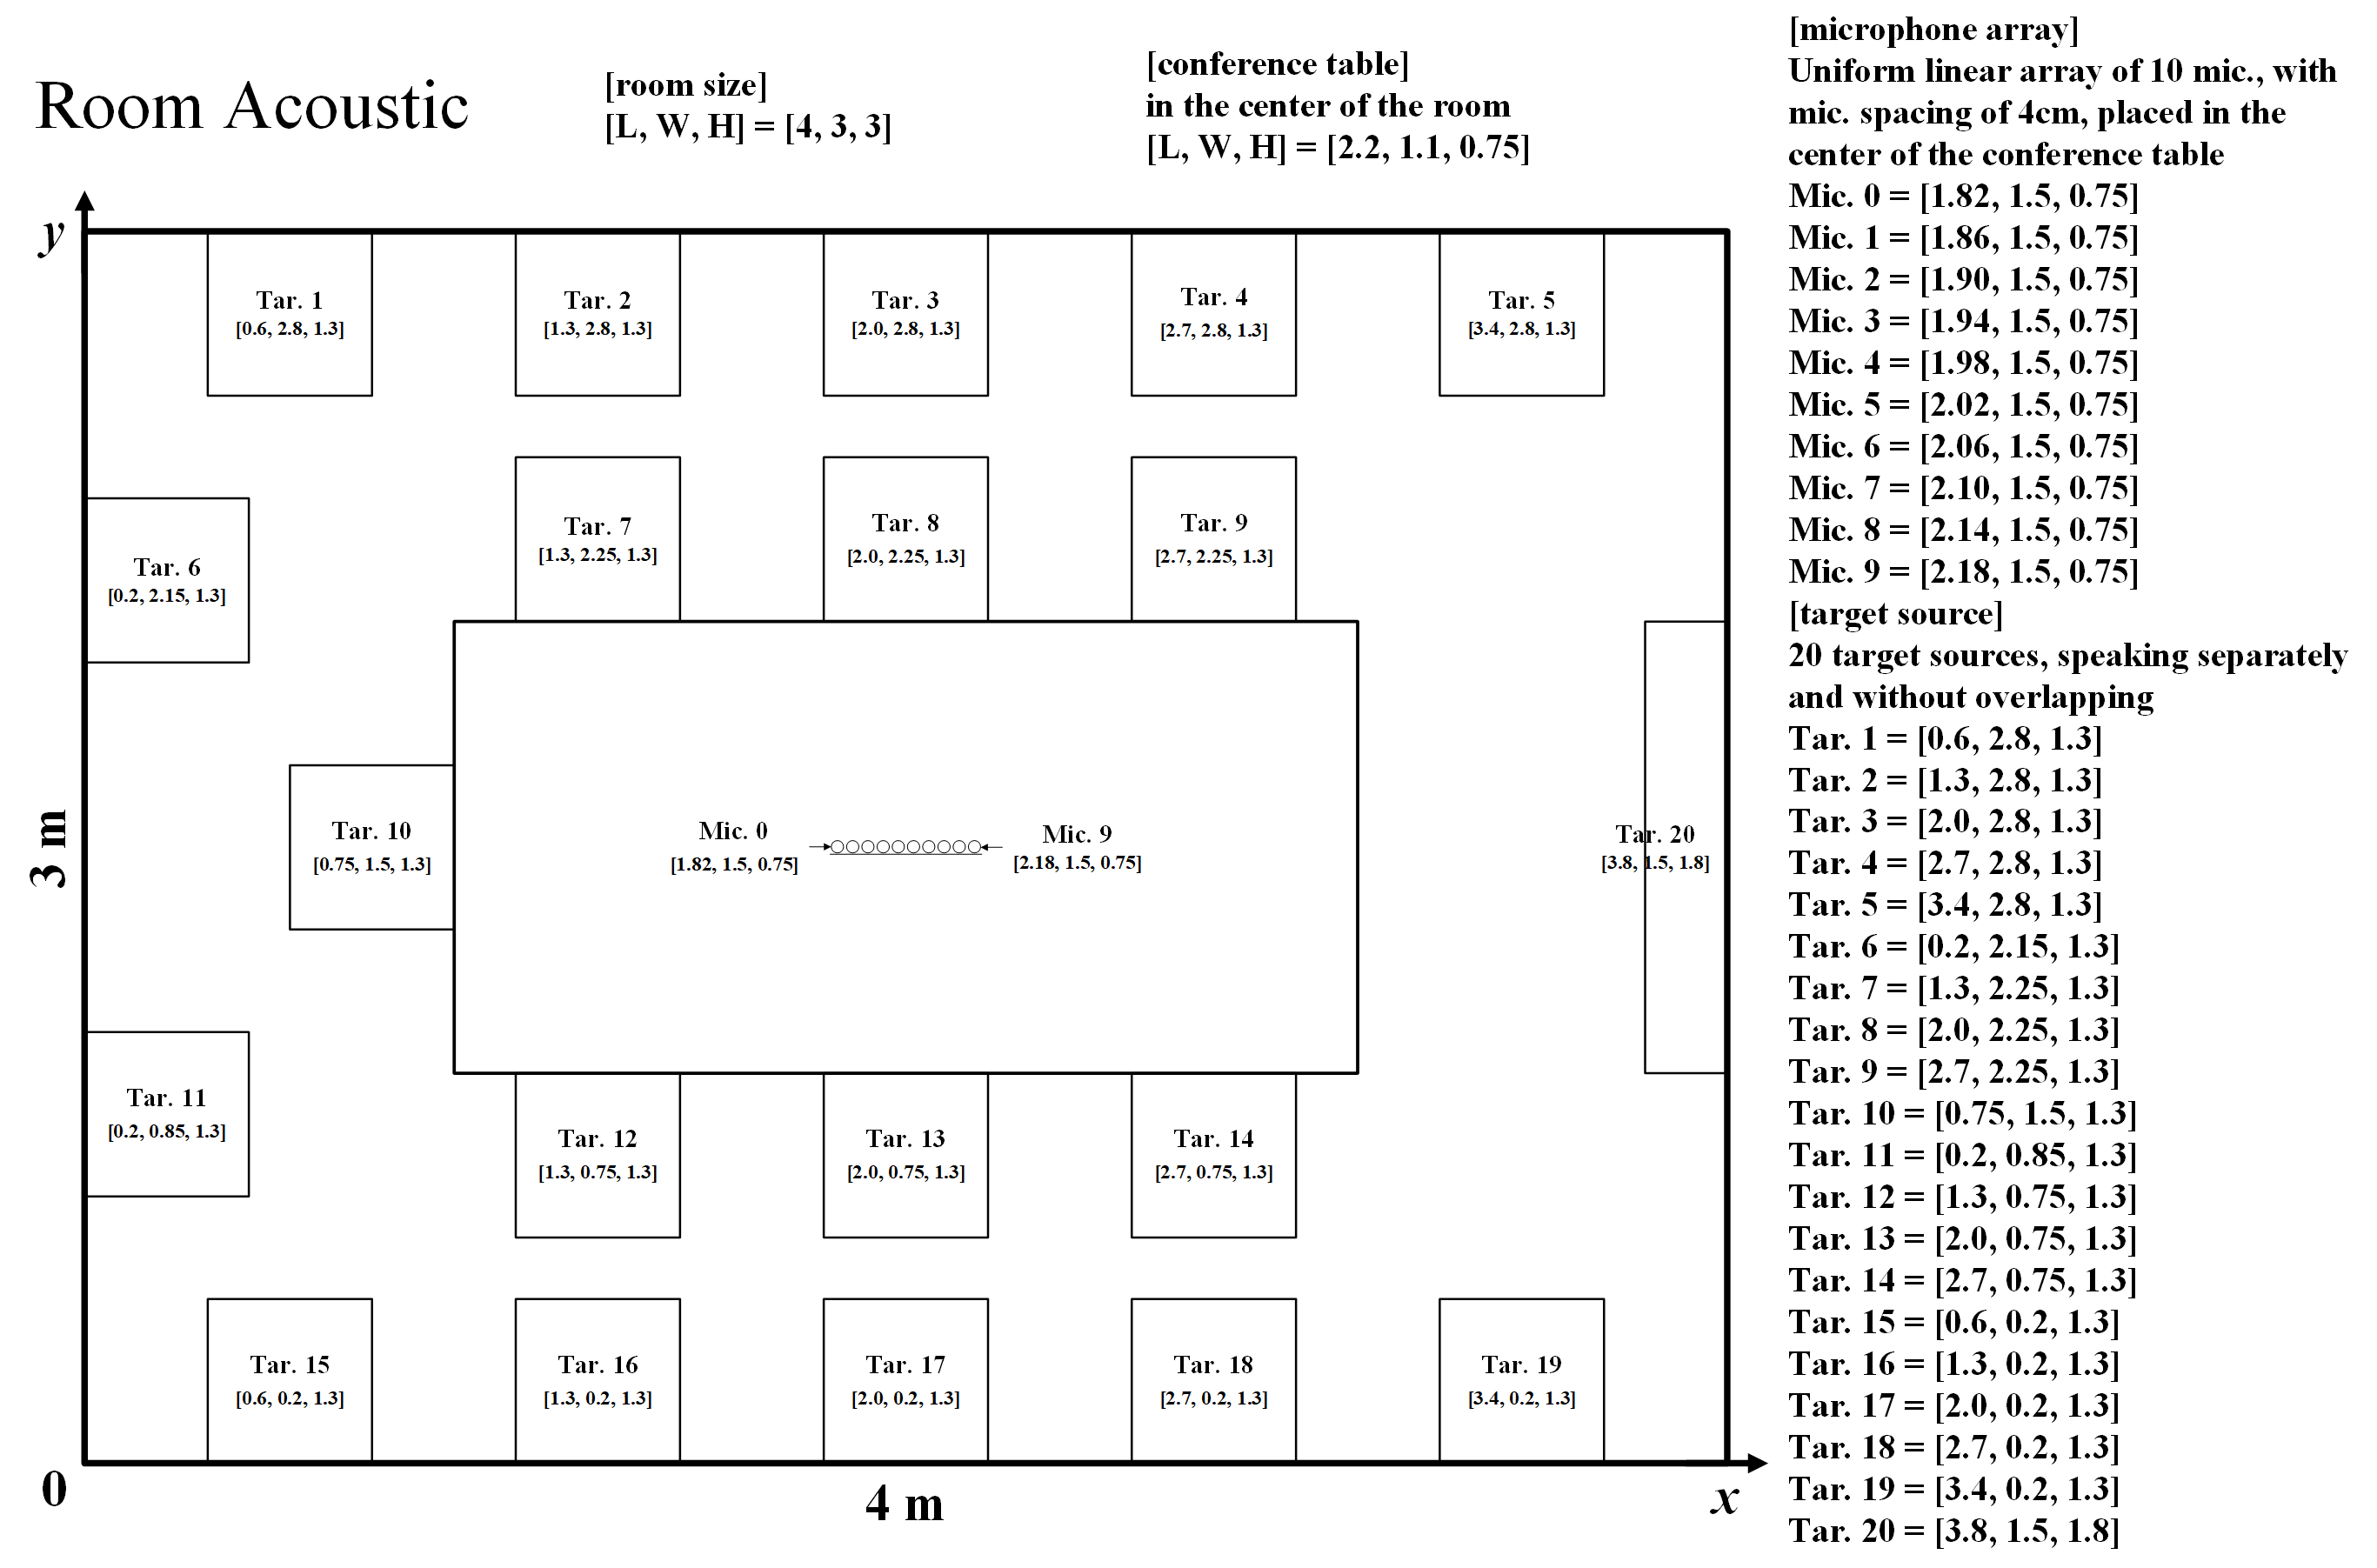 Room Acoustic
[room size]
[L, W, H] = [4, 3, 3]
[conference table]
in the center of the room
[L, W, H] = [2.2, 1.1, 0.75]
y
Tar. 1
[0.6, 2.8, 1.3]
Tar. 2
[1.3, 2.8, 1.3]
Tar. 3
[2.0, 2.8, 1.3]
Tar. 4
[2.7, 2.8, 1.3]
Tar. 5
[3.4, 2.8, 1.3]
Tar. 6
[0.2, 2.15, 1.3]
Tar. 7
[1.3, 2.25, 1.3]
Tar. 8
[2.0, 2.25, 1.3]
Tar. 9
[2.7, 2.25, 1.3]
3 m
Tar. 10
[0.75, 1.5, 1.3]
Mic. 0
[1.82, 1.5, 0.75]
Mic. 9
[2.18, 1.5, 0.75]
Tar. 20
[3.8, 1.5, 1.8]
Tar. 11
[0.2, 0.85, 1.3]
Tar. 12
[1.3, 0.75, 1.3]
Tar. 13
[2.0, 0.75, 1.3]
Tar. 14
[2.7, 0.75, 1.3]
Tar. 15
[0.6, 0.2, 1.3]
Tar. 16
[1.3, 0.2, 1.3]
Tar. 17
[2.0, 0.2, 1.3]
Tar. 18
[2.7, 0.2, 1.3]
Tar. 19
[3.4, 0.2, 1.3]
0
4 m
x
[microphone array]
Uniform linear array of 10 mic., with
mic. spacing of 4cm, placed in the
center of the conference table
Mic. 0 = [1.82, 1.5, 0.75]
Mic. 1 = [1.86, 1.5, 0.75]
Mic. 2 = [1.90, 1.5, 0.75]
Mic. 3 = [1.94, 1.5, 0.75]
Mic. 4 = [1.98, 1.5, 0.75]
Mic. 5 = [2.02, 1.5, 0.75]
Mic. 6 = [2.06, 1.5, 0.75]
Mic. 7 = [2.10, 1.5, 0.75]
Mic. 8 = [2.14, 1.5, 0.75]
Mic. 9 = [2.18, 1.5, 0.75]
[target source]
20 target sources, speaking separately
and without overlapping
Tar. 1 = [0.6, 2.8, 1.3]
Tar. 2 = [1.3, 2.8, 1.3]
Tar. 3 = [2.0, 2.8, 1.3]
Tar. 4 = [2.7, 2.8, 1.3]
Tar. 5 = [3.4, 2.8, 1.3]
Tar. 6 = [0.2, 2.15, 1.3]
Tar. 7 = [1.3, 2.25, 1.3]
Tar. 8 = [2.0, 2.25, 1.3]
Tar. 9 = [2.7, 2.25, 1.3]
Tar. 10 = [0.75, 1.5, 1.3]
Tar. 11 = [0.2, 0.85, 1.3]
Tar. 12 = [1.3, 0.75, 1.3]
Tar. 13 = [2.0, 0.75, 1.3]
Tar. 14 = [2.7, 0.75, 1.3]
Tar. 15 = [0.6, 0.2, 1.3]
Tar. 16 = [1.3, 0.2, 1.3]
Tar. 17 = [2.0, 0.2, 1.3]
Tar. 18 = [2.7, 0.2, 1.3]
Tar. 19 = [3.4, 0.2, 1.3]
Tar. 20 = [3.8, 1.5, 1.8]